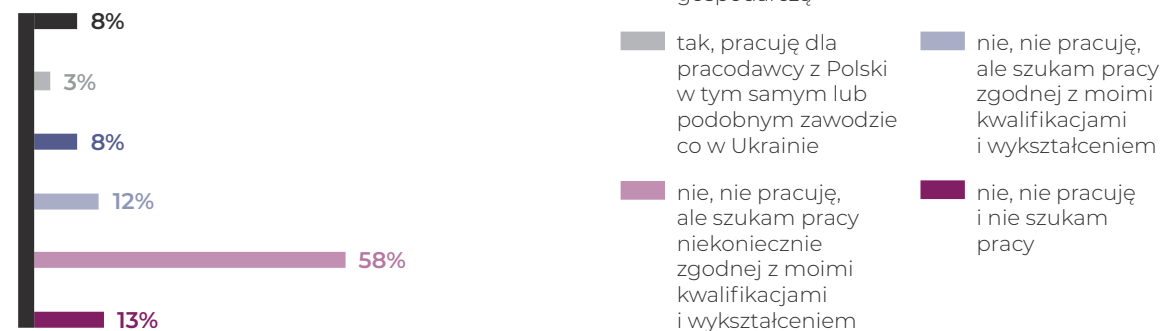 8%
3%
8%
12%
58%
13%
gospodarczą
tak, pracuję dla
pracodawcy z Polski
w tym samym lub
podobnym zawodzie
co w Ukrainie
nie, nie pracuję,
ale szukam pracy
zgodnej z moimi
kwalifikacjami
i wykształceniem
nie, nie pracuję,
ale szukam pracy
niekoniecznie
zgodnej z moimi
kwalifikacjami
i wykształceniem
nie, nie pracuję
i nie szukam
pracy